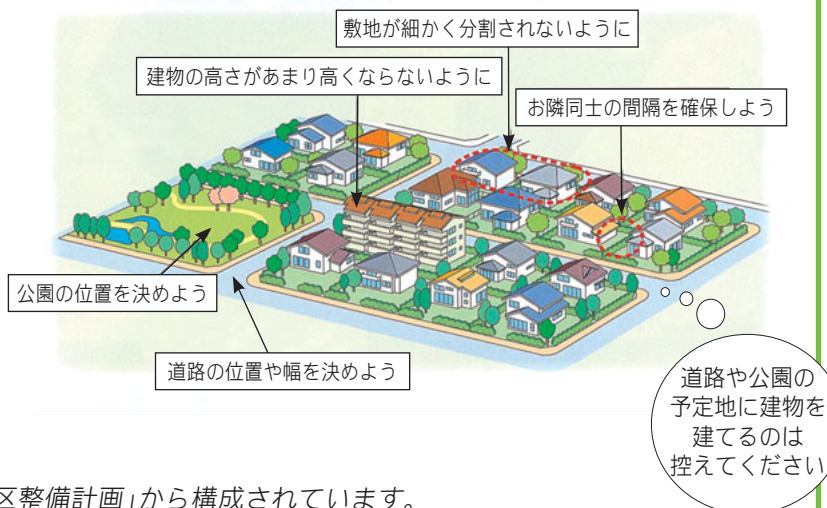 敷地が細かく分割されないように
建物の高さがあまり高くならないように
お隣同士の間隔を確保しよう
公園の位置を決めよう
道路の位置や幅を決めよう
道路や公園の
予定地に建物を
建てるのは
控えてください
区整備計画」から構成されています。